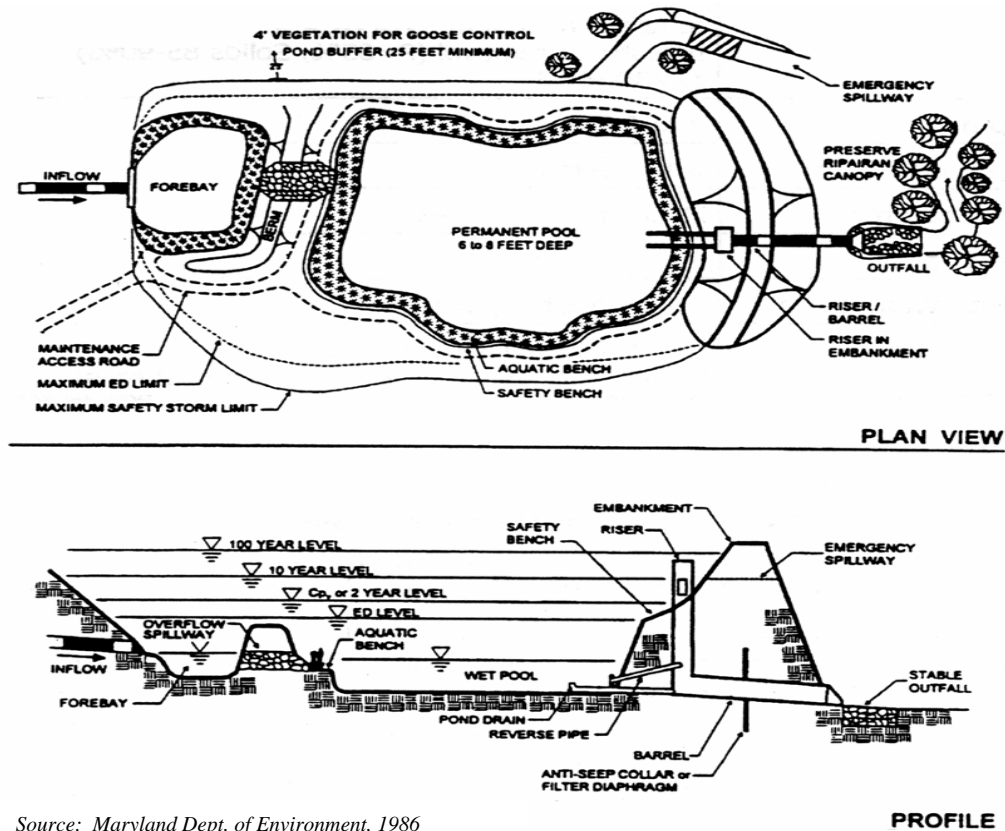 4' VEGETATION FOR GOOSE CONTROL
POND BUFFER (25 FEET MINIMUM)
EMERGENCY
SPILLWAY
PRESERVE
RIPAIRAN
CANOPY
INFLOW
FOREBAY
BERM
PERMANENT POOL
6 to 8 FEET DEEP
OUTFALL
RISER /
BARREL
RISER IN
EMBANKMENT
MAINTENANCE
ACCESS ROAD
MAXIMUM ED LIMIT
MAXIMUM SAFETY STORM LIMIT
AQUATIC BENCH
SAFETY BENCH
PLAN VIEW
EMBANKMENT
RISER
SAFETY
BENCH
100 YEAR LEVEL
EMERGENCY
SPILLWAY
10 YEAR LEVEL
Cpv or 2 YEAR LEVEL
ED LEVEL
OVERFLOW
SPILLWAY
AQUATIC
BENCH
INFLOW
WET POOL
FOREBAY
STABLE
OUTFALL
POND DRAIN
REVERSE PIPE
BARREL
ANTI-SEEP COLLAR or
FILTER DIAPHRAGM
PROFILE
Source: Maryland Dept. of Environment, 1986